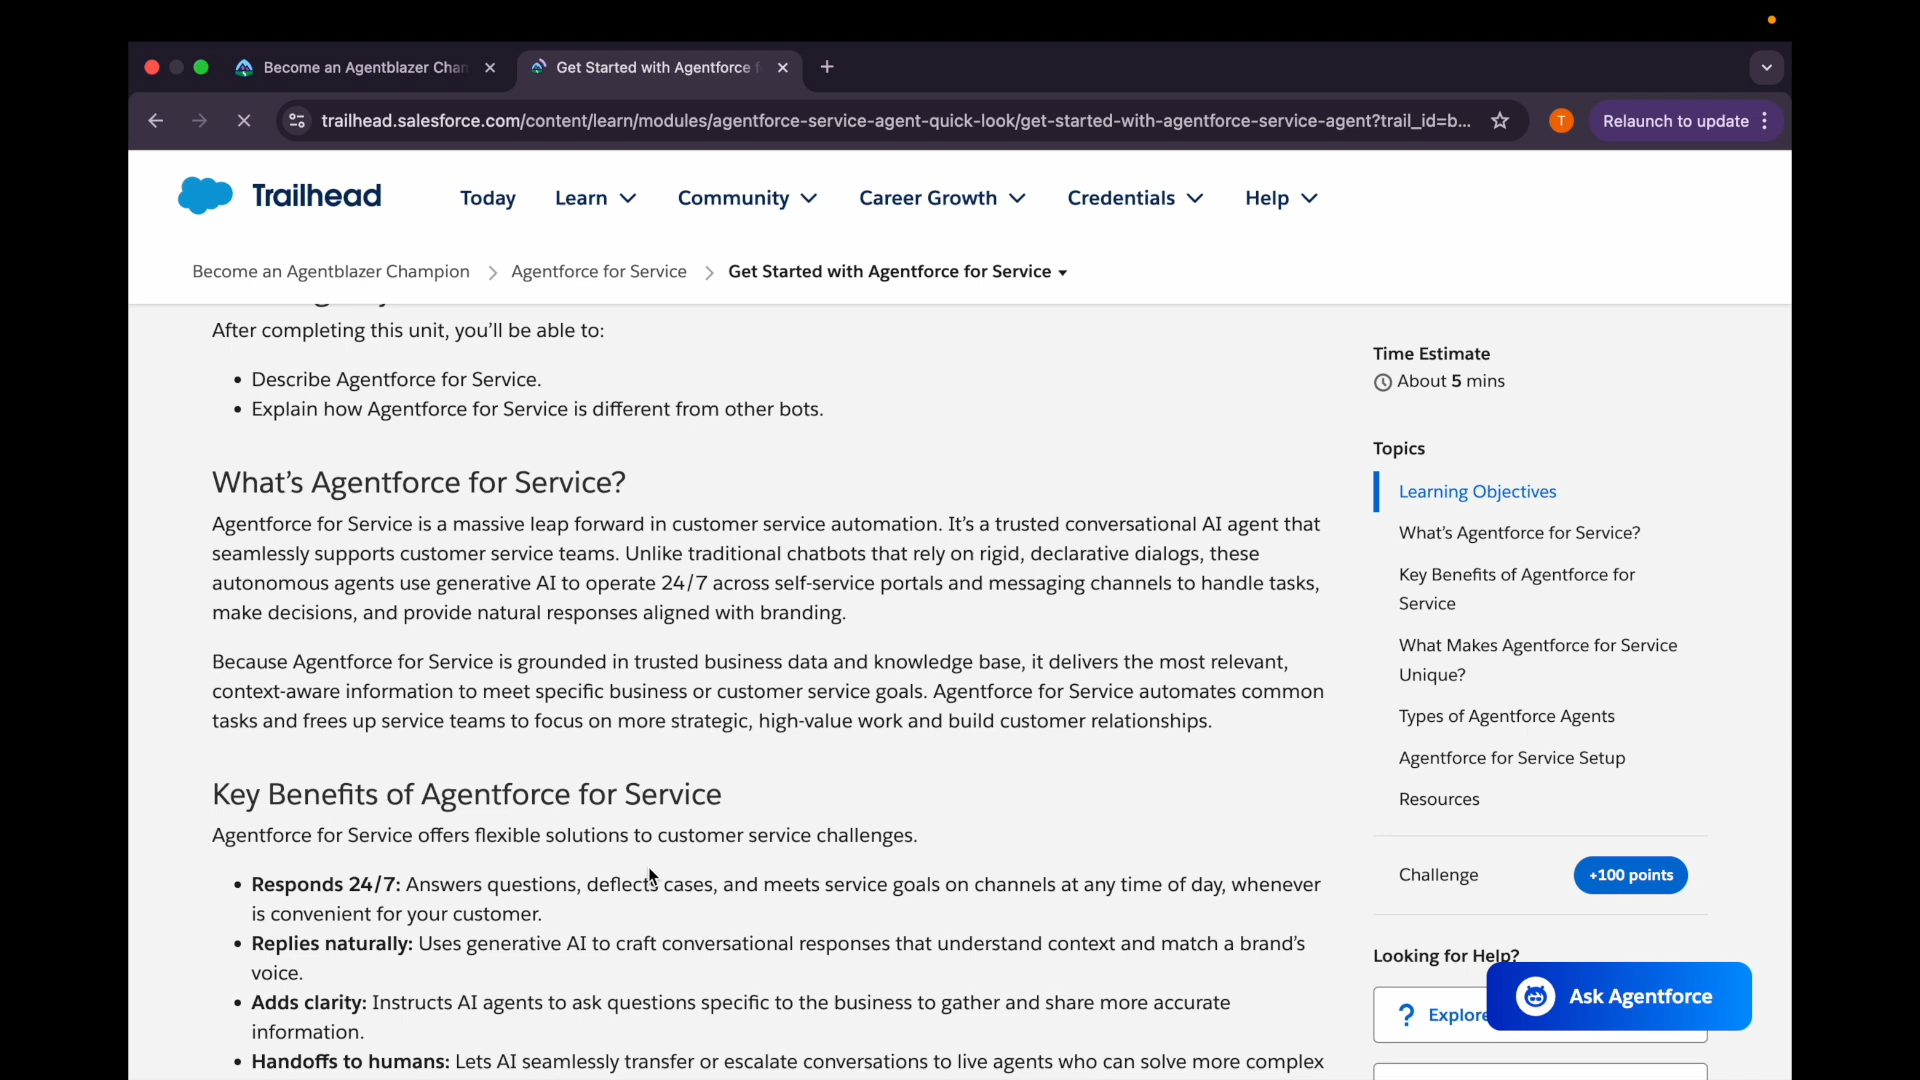 Become an Agentblazer Chan
Get Started with Agentforce f
trailhead.salesforce.com/content/learn/modules/agentforce-service-agent-quick-look/get-started-with-agentforce-service-agent?trail_id=b...
T
Relaunch to update
Trailhead
Today
Learn
Community
Career Growth
Credentials
Help
Become an Agentblazer Champion
Agentforce for Service
Get Started with Agentforce for Service
After completing this unit, you’ll be able to:
• Describe Agentforce for Service.
• Explain how Agentforce for Service is different from other bots.
What’s Agentforce for Service?
Agentforce for Service is a massive leap forward in customer service automation. It’s a trusted conversational AI agent that
seamlessly supports customer service teams. Unlike traditional chatbots that rely on rigid, declarative dialogs, these
autonomous agents use generative AI to operate 24/7 across self-service portals and messaging channels to handle tasks,
make decisions, and provide natural responses aligned with branding.
Because Agentforce for Service is grounded in trusted business data and knowledge base, it delivers the most relevant,
context-aware information to meet specific business or customer service goals. Agentforce for Service automates common
tasks and frees up service teams to focus on more strategic, high-value work and build customer relationships.
Key Benefits of Agentforce for Service
Agentforce for Service offers flexible solutions to customer service challenges.
• Responds 24/7: Answers questions, deflects cases, and meets service goals on channels at any time of day, whenever
is convenient for your customer.
• Replies naturally: Uses generative AI to craft conversational responses that understand context and match a brand’s
voice.
• Adds clarity: Instructs AI agents to ask questions specific to the business to gather and share more accurate
information.
• Handoffs to humans: Lets AI seamlessly transfer or escalate conversations to live agents who can solve more complex
Time Estimate
About 5 mins
Topics
Learning Objectives
What’s Agentforce for Service?
Key Benefits of Agentforce for
Service
What Makes Agentforce for Service
Unique?
Types of Agentforce Agents
Agentforce for Service Setup
Resources
Challenge
+100 points
Looking for Help?
? Explore
Ask Agentforce